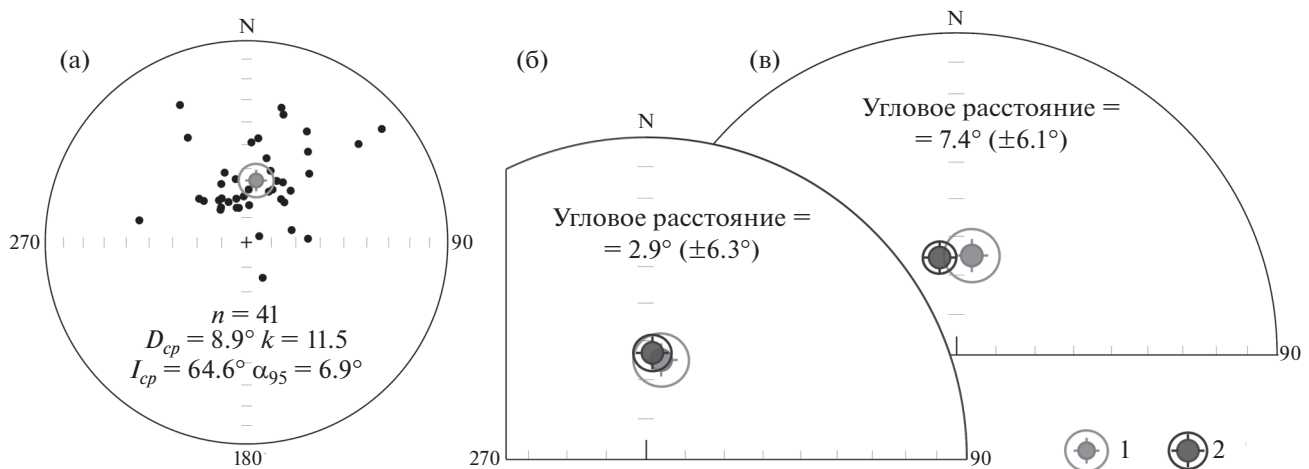 (а)
N
270
90
180
n = 41
D_cp = 8.9° k = 11.5
I_cp = 64.6° α_95 = 6.9°
(б)
N
Угловое расстояние =
= 2.9° (±6.3°)
270
90
(в)
N
Угловое расстояние =
= 7.4° (±6.1°)
90
1
2